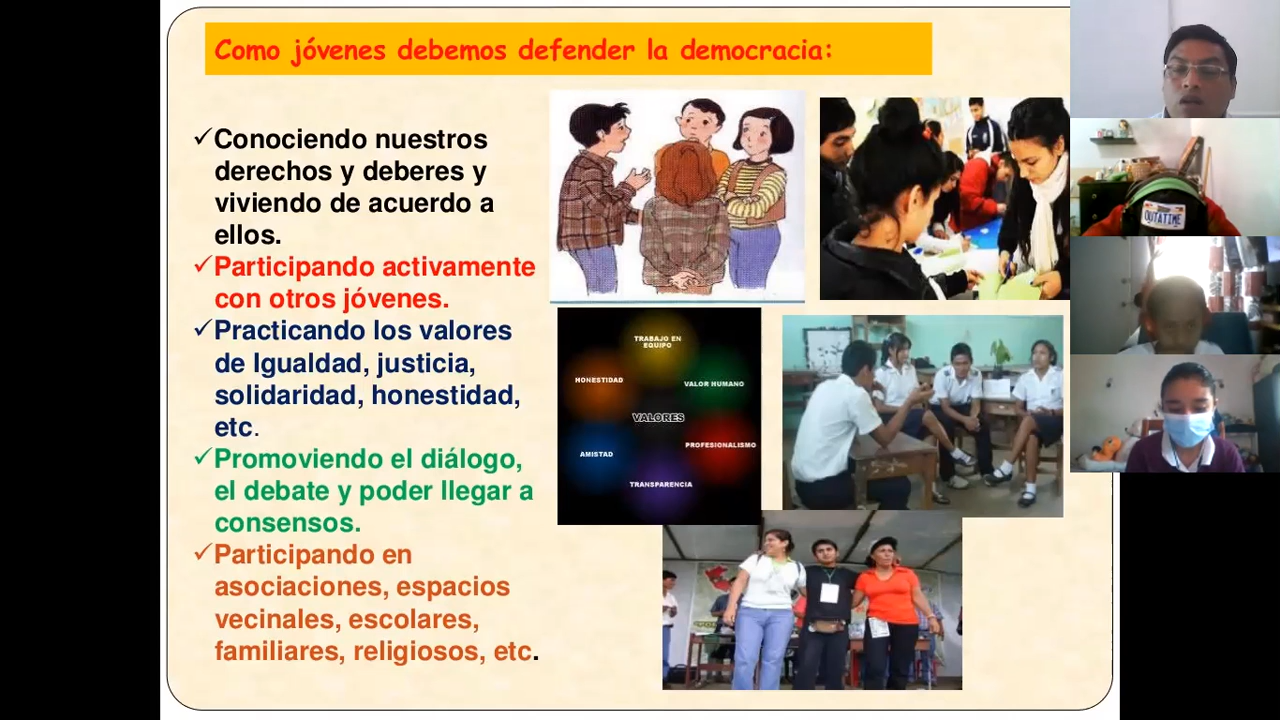 Como jóvenes debemos defender la democracia:
✓Conociendo nuestros
derechos y deberes y
viviendo de acuerdo a
ellos.
✓Participando activamente
con otros jóvenes.
✓Practicando los valores
de Igualdad, justicia,
solidaridad, honestidad,
etc.
✓Promoviendo el diálogo,
el debate y poder llegar a
consensos.
✓Participando en
asociaciones, espacios
vecinales, escolares,
familiares, religiosos, etc.
TRABAJO EN
EQUIPO
HONESTIDAD
VALOR HUMANO
VALORES
AMISTAD
PROFESIONALISMO
TRANSPARENCIA
OUTATIME